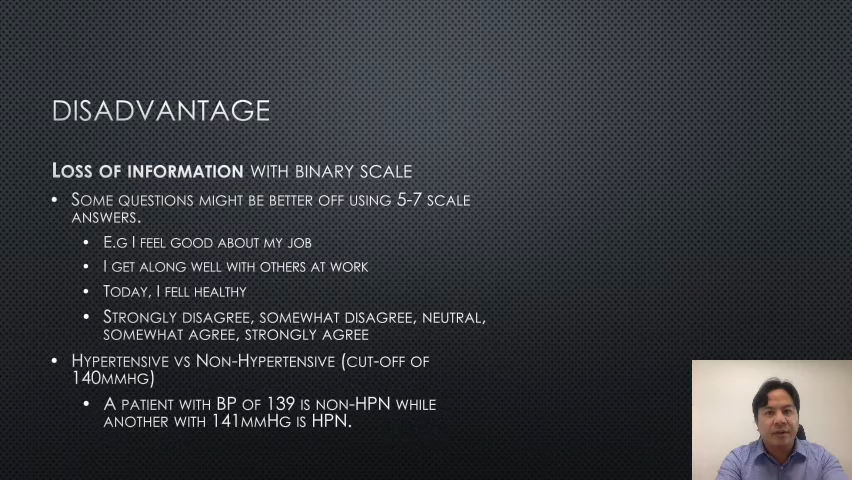 DISADVANTAGE
LOSS OF INFORMATION WITH BINARY SCALE
• SOME QUESTIONS MIGHT BE BETTER OFF USING 5-7 SCALE
ANSWERS.
• E.G I FEEL GOOD ABOUT MY JOB
• I GET ALONG WELL WITH OTHERS AT WORK
• TODAY, I FELL HEALTHY
• STRONGLY DISAGREE, SOMEWHAT DISAGREE, NEUTRAL,
SOMEWHAT AGREE, STRONGLY AGREE
• HYPERTENSIVE VS NON-HYPERTENSIVE (CUT-OFF OF
140MMHG)
• A PATIENT WITH BP OF 139 IS NON-HPN WHILE
ANOTHER WITH 141MMHG IS HPN.